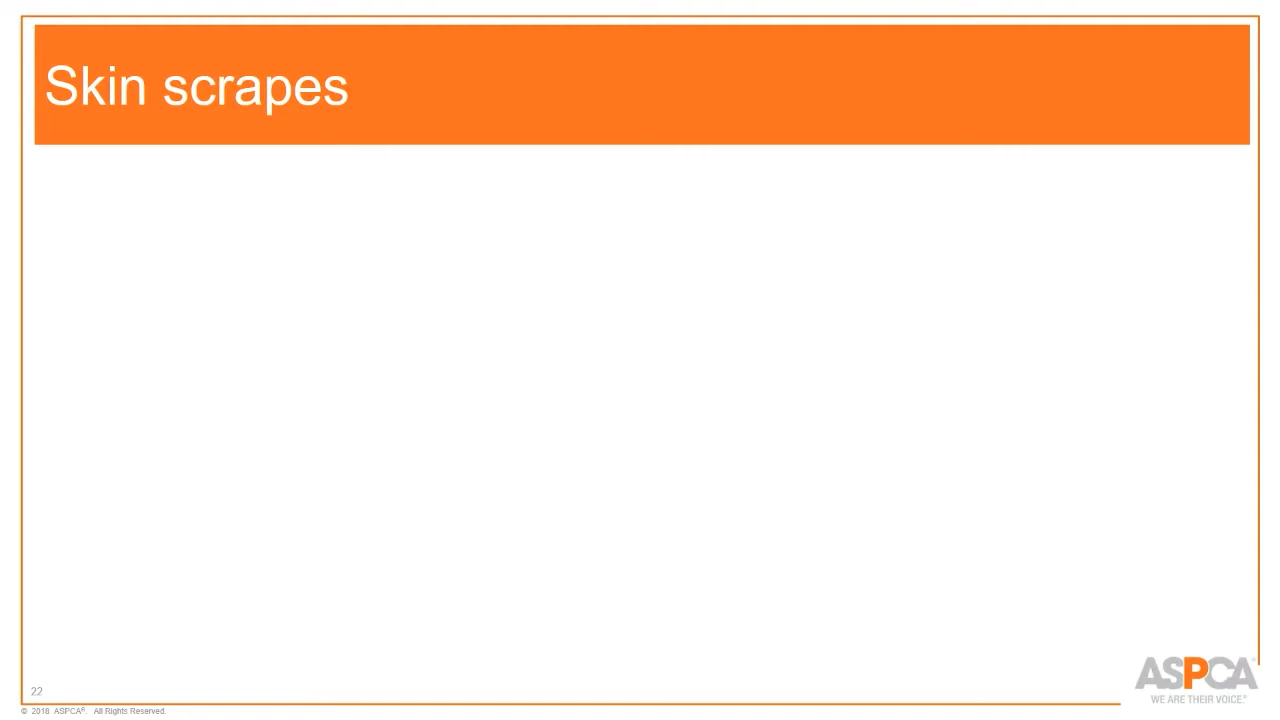 Skin scrapes
22
© 2018 ASPCA®. All Rights Reserved.
ASPCA®
WE ARE THEIR VOICE.®